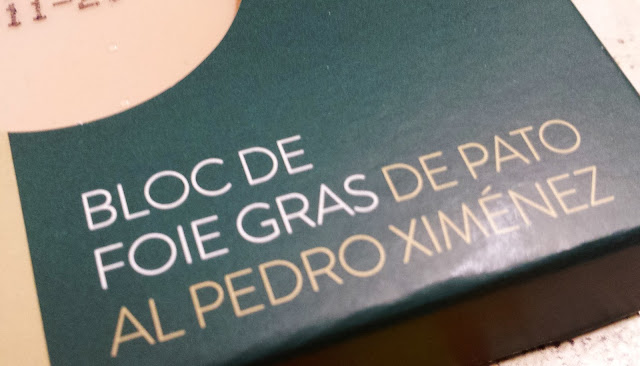 BLOC DE
FOIE GRAS DE PATO
AL PEDRO XIMÉNEZ